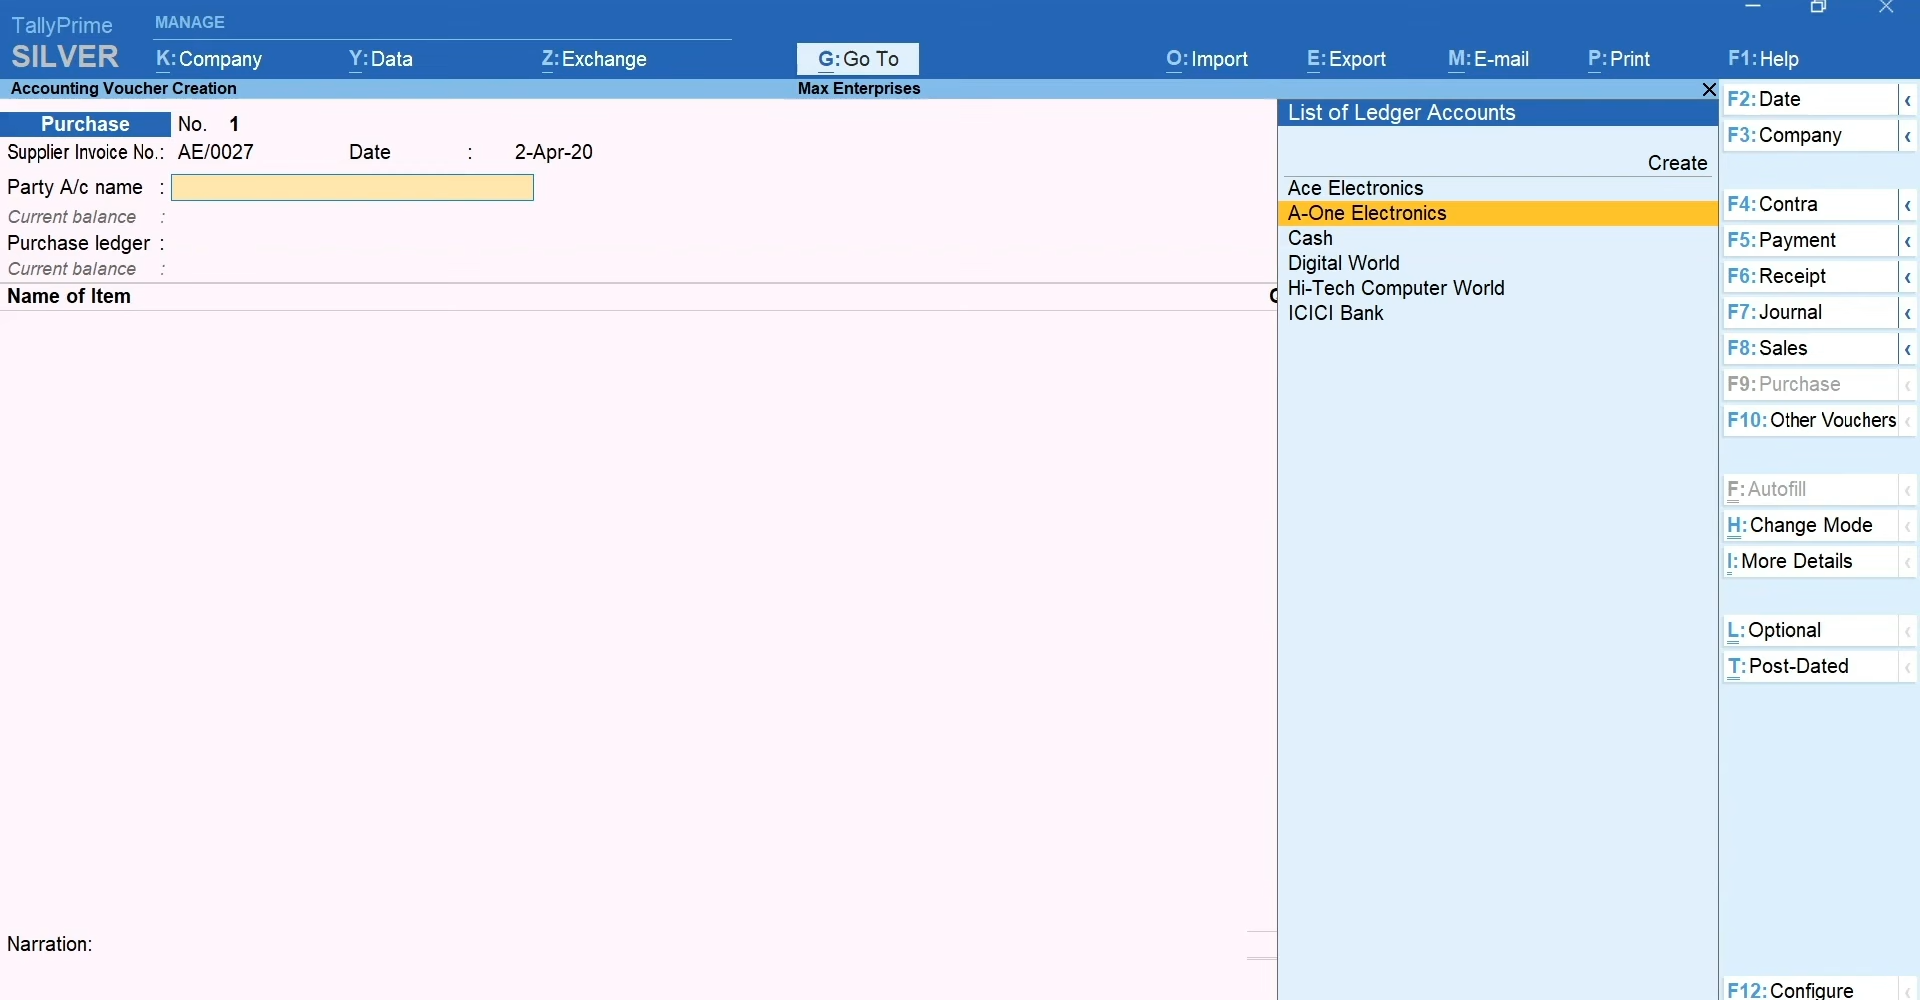 TallyPrime
SILVER
MANAGE
K: Company
Y: Data
Z: Exchange
G: Go To
O: Import
E: Export
M: E-mail
P: Print
F1: Help
Accounting Voucher Creation
Max Enterprises
Purchase No. 1
Supplier Invoice No.: AE/0027 Date : 2-Apr-20
Party A/c name :
Current balance :
Purchase ledger :
Current balance :
Name of Item
Narration:
List of Ledger Accounts
Create
Ace Electronics
A-One Electronics
Cash
Digital World
Hi-Tech Computer World
ICICI Bank
F2: Date
F3: Company
F4: Contra
F5: Payment
F6: Receipt
F7: Journal
F8: Sales
F9: Purchase
F10: Other Vouchers
F: Autofill
H: Change Mode
I: More Details
L: Optional
T: Post-Dated
F12: Configure